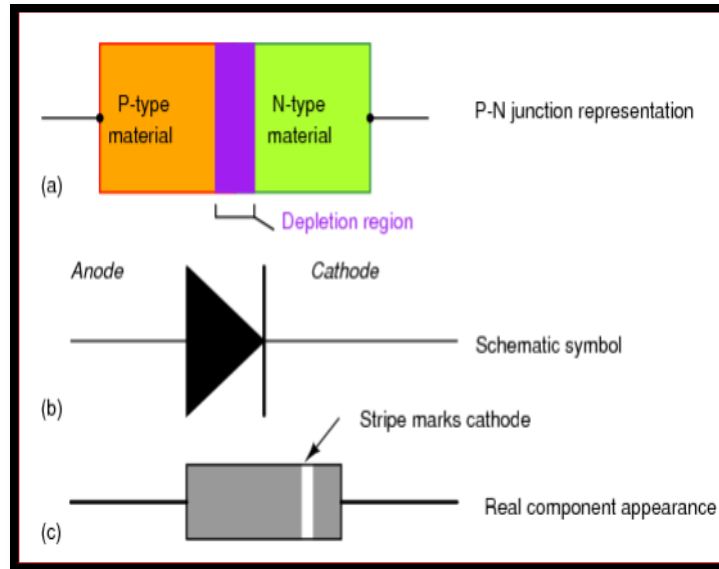 P-type
material
N-type
material
P-N junction representation
(a)
Depletion region
Anode
Cathode
Schematic symbol
(b)
Stripe marks cathode
Real component appearance
(c)